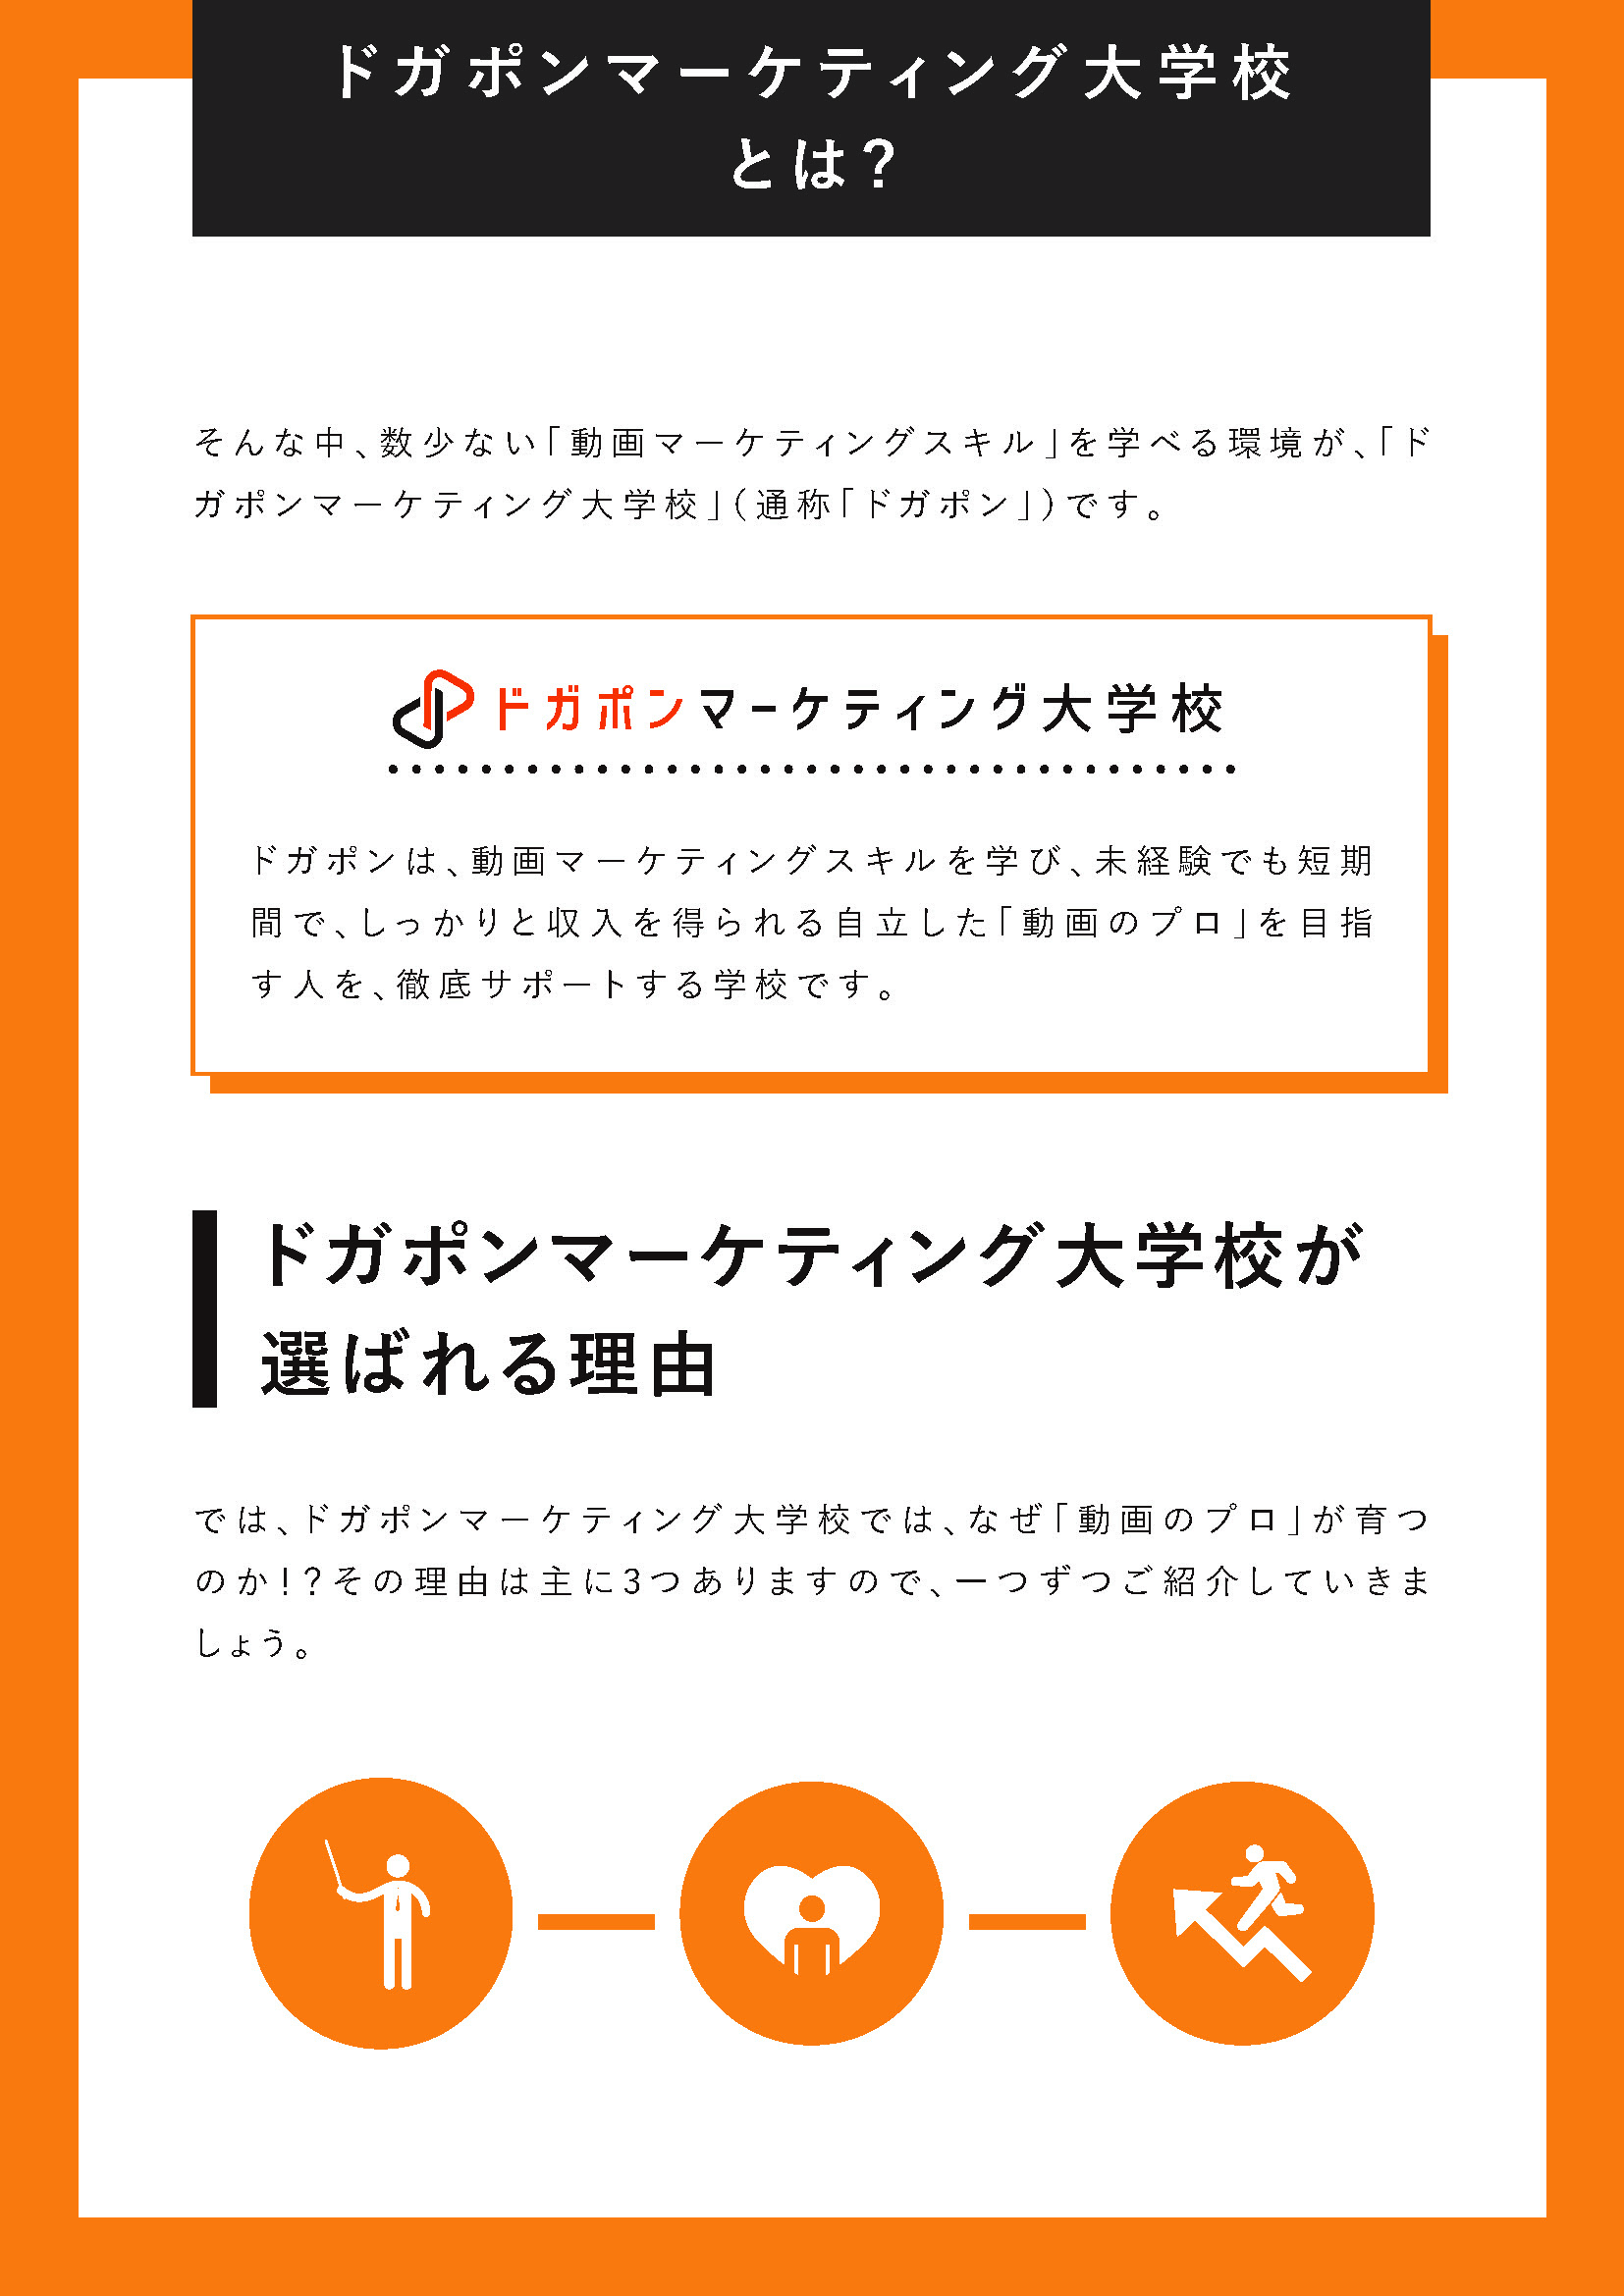 ドガポンマーケティング大学校
とは？
そんな中、数少ない「動画マーケティングスキル」を学べる環境が、「ド
ガポンマーケティング大学校」（通称「ドガポン」）です。
ドガポンマーケティング大学校
ドガポンは、動画マーケティングスキルを学び、未経験でも短期
間で、しっかりと収入を得られる自立した「動画のプロ」を目指
す人を、徹底サポートする学校です。
ドガポンマーケティング大学校が
選ばれる理由
では、ドガポンマーケティング大学校では、なぜ「動画のプロ」が育つ
のか！？その理由は主に3つありますので、一つずつご紹介していきま
しょう。